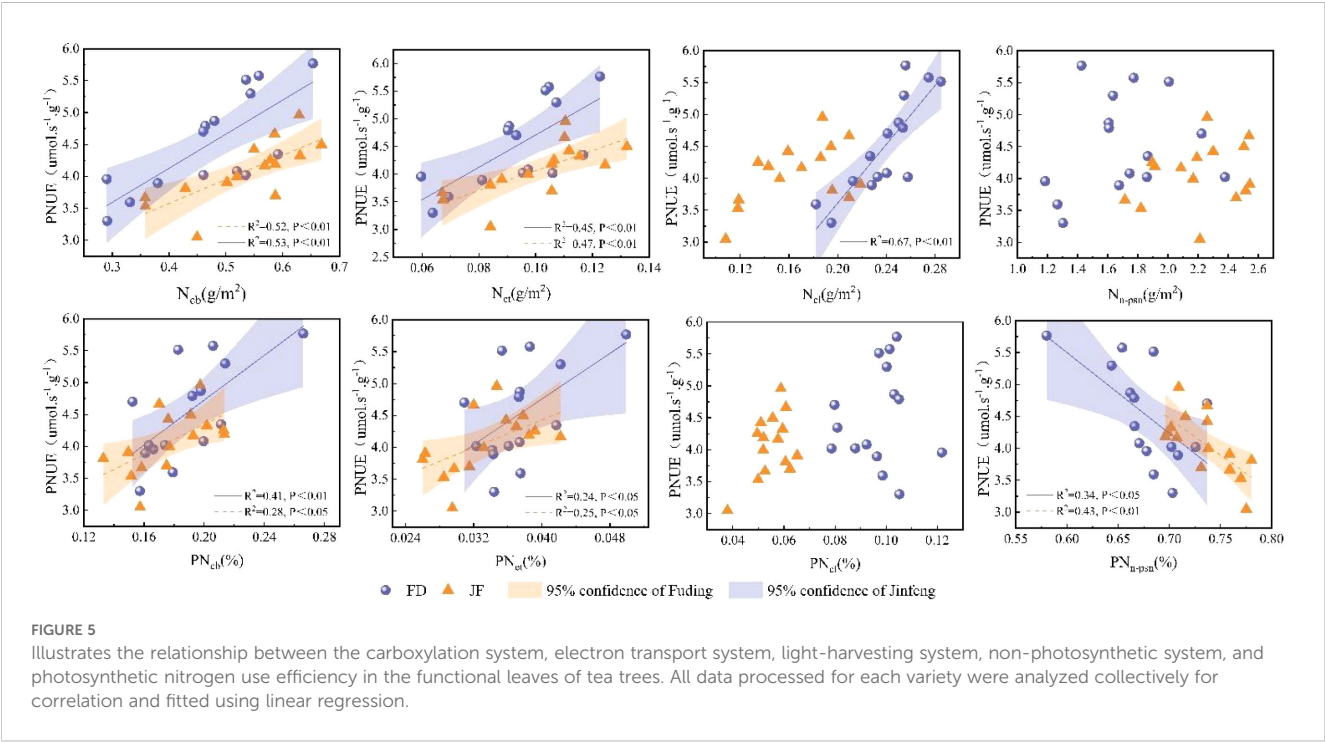 6.0
5.5
5.0
4.5
4.0
3.5
3.0
PNUE (umol.s-1.g-1)
0.3 0.4 0.5 0.6 0.7
Ncb(g/m2)
R2=0.52, P<0.01
R2=0.53, P<0.01
6.0
5.5
5.0
4.5
4.0
3.5
3.0
2.5
PNUE (umol.s-1.g-1)
0.06 0.08 0.10 0.12 0.14
Net(g/m2)
R2=0.45, P<0.01
R2=0.47, P<0.01
6.0
5.5
5.0
4.5
4.0
3.5
3.0
PNUE (umol.s-1.g-1)
0.12 0.16 0.20 0.24 0.28
Ncl(g/m2)
R2=0.67, P<0.01
6.0
5.5
5.0
4.5
4.0
3.5
3.0
PNUE (umol.s-1.g-1)
1.0 1.2 1.4 1.6 1.8 2.0 2.2 2.4 2.6
Nn-psn(g/m2)
6.0
5.5
5.0
4.5
4.0
3.5
3.0
PNUE (umol.s-1.g-1)
0.12 0.16 0.20 0.24 0.28
PNcb(%)
R2=0.41, P<0.01
R2=0.28, P<0.05
6.0
5.5
5.0
4.5
4.0
3.5
3.0
PNUE (umol.s-1.g-1)
0.024 0.032 0.040 0.048
PNet(%)
R2=0.24, P<0.05
R2=0.25, P<0.05
6.0
5.5
5.0
4.5
4.0
3.5
3.0
PNUE (umol.s-1.g-1)
0.04 0.06 0.08 0.10 0.12
PNcl(%)
6.0
5.5
5.0
4.5
4.0
3.5
3.0
PNUE (umol.s-1.g-1)
0.55 0.60 0.65 0.70 0.75 0.80
PNn-psn(%)
R2=0.34, P<0.05
R2=0.43, P<0.01
FD JF 95% confidence of Fuding 95% confidence of Jinfeng
FIGURE 5
Illustrates the relationship between the carboxylation system, electron transport system, light-harvesting system, non-photosynthetic system, and
photosynthetic nitrogen use efficiency in the functional leaves of tea trees. All data processed for each variety were analyzed collectively for
correlation and fitted using linear regression.